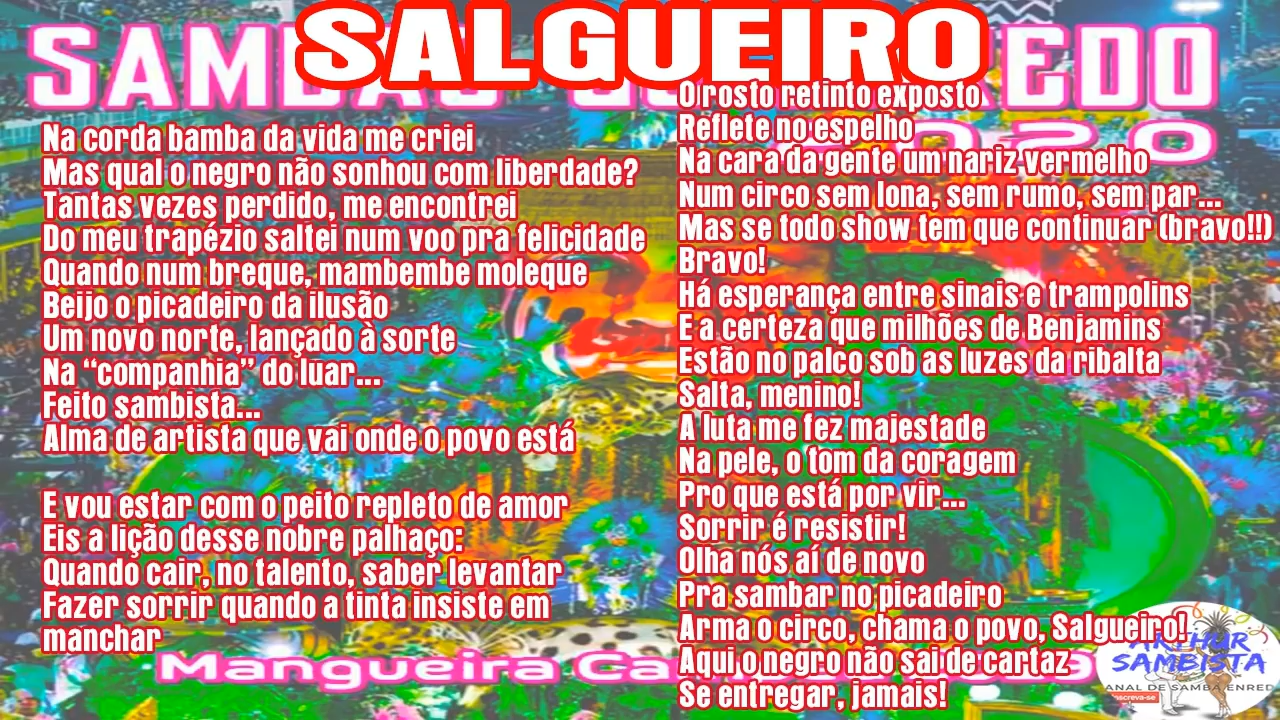 SALGUEIRO
Na corda bamba da vida me criei
Mas qual o negro não sonhou com liberdade?
Tantas vezes perdido, me encontrei
Do meu trapézio saltei num voo pra felicidade
Quando num breque, mambembe moleque
Beijo o picadeiro da ilusão
Um novo norte, lançado à sorte
Na “companhia” do luar...
Feito sambista...
Alma de artista que vai onde o povo está
E vou estar com o peito repleto de amor
Eis a lição desse nobre palhaço:
Quando cair, no talento, saber levantar
Fazer sorrir quando a tinta insiste em
manchar
O rosto retinto exposto
Reflete no espelho
Na cara da gente um nariz vermelho
Num circo sem lona, sem rumo, sem par...
Mas se todo show tem que continuar (bravo!!)
Bravo!
Há esperança entre sinais e trampolins
E a certeza que milhões de Benjamins
Estão no palco sob as luzes da ribalta
Salta, menino!
A luta me fez majestade
Na pele, o tom da coragem
Pro que está por vir...
Sorrir é resistir!
Olha nós aí de novo
Pra sambar no picadeiro
Arma o circo, chama o povo, Salgueiro!
Aqui o negro não sai de cartaz
Se entregar, jamais!
2020
Mangueira
ARTHUR
SAMBISTA
DE SAMBA ENREDO
inscreva-se